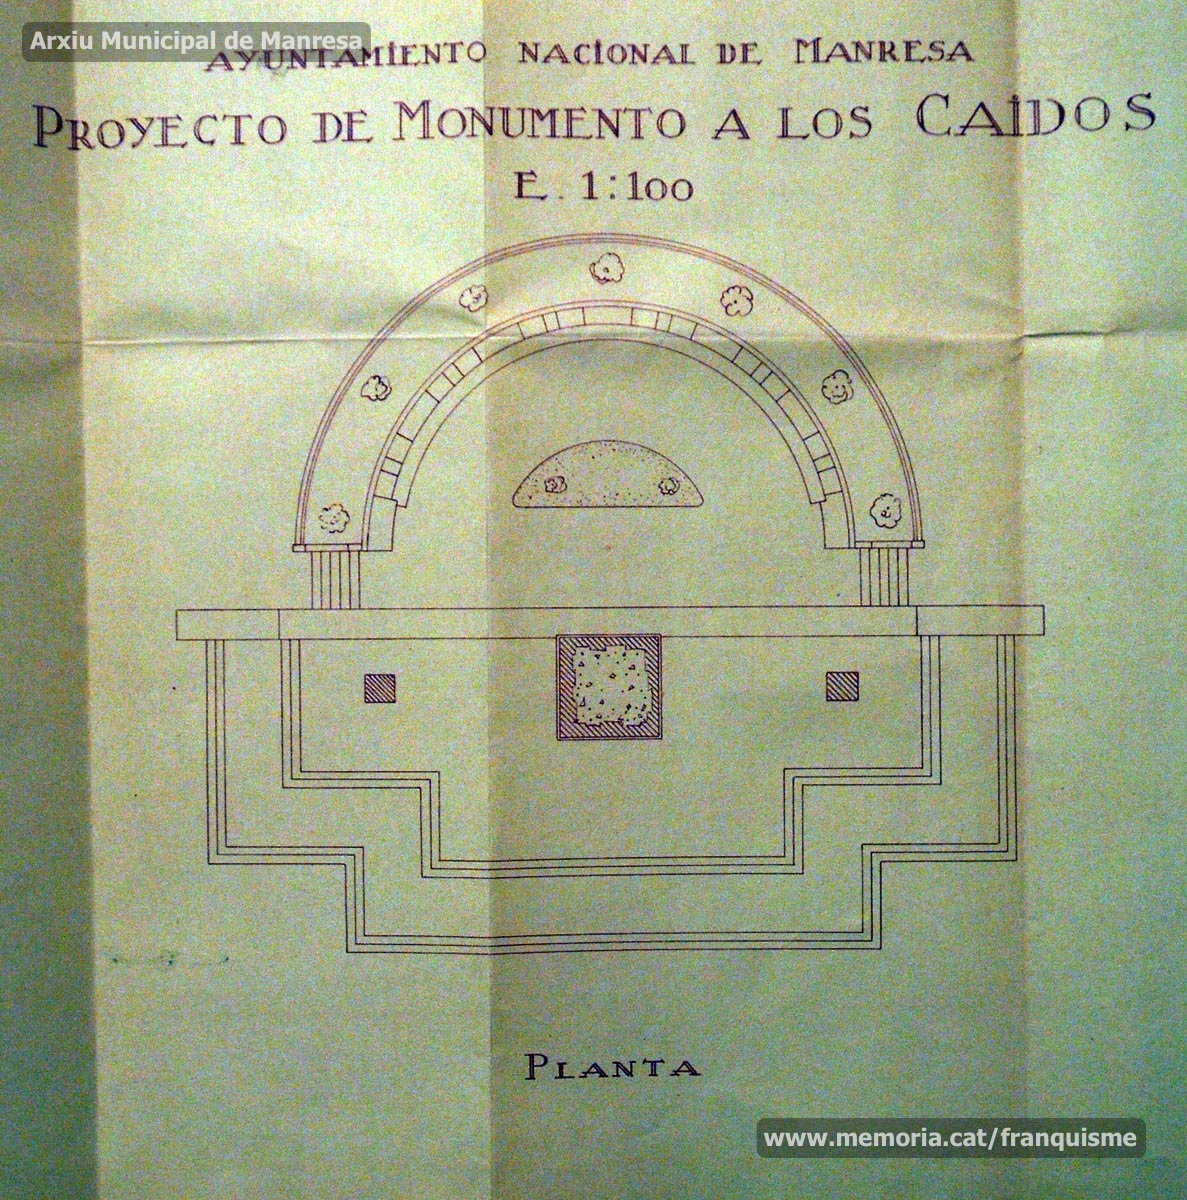 Arxiu Municipal de Manresa
AYUNTAMIENTO NACIONAL DE MANRESA
PROYECTO DE MONUMENTO A LOS CAIDOS
E. 1:100
PLANTA
www.memoria.cat/franquisme